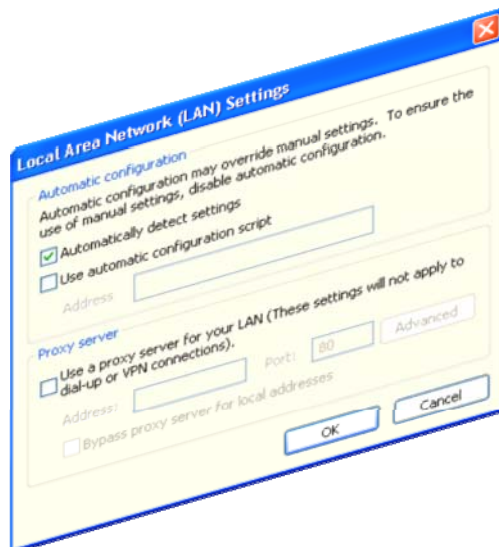 Local Area Network (LAN) Settings
Automatic configuration
Automatic configuration may override manual settings. To ensure the
use of manual settings, disable automatic configuration.
Automatically detect settings
Use automatic configuration script
Address
Proxy server
Use a proxy server for your LAN (These settings will not apply to
dial-up or VPN connections).
Address: Port: 80 Advanced
Bypass proxy server for local addresses
OK Cancel